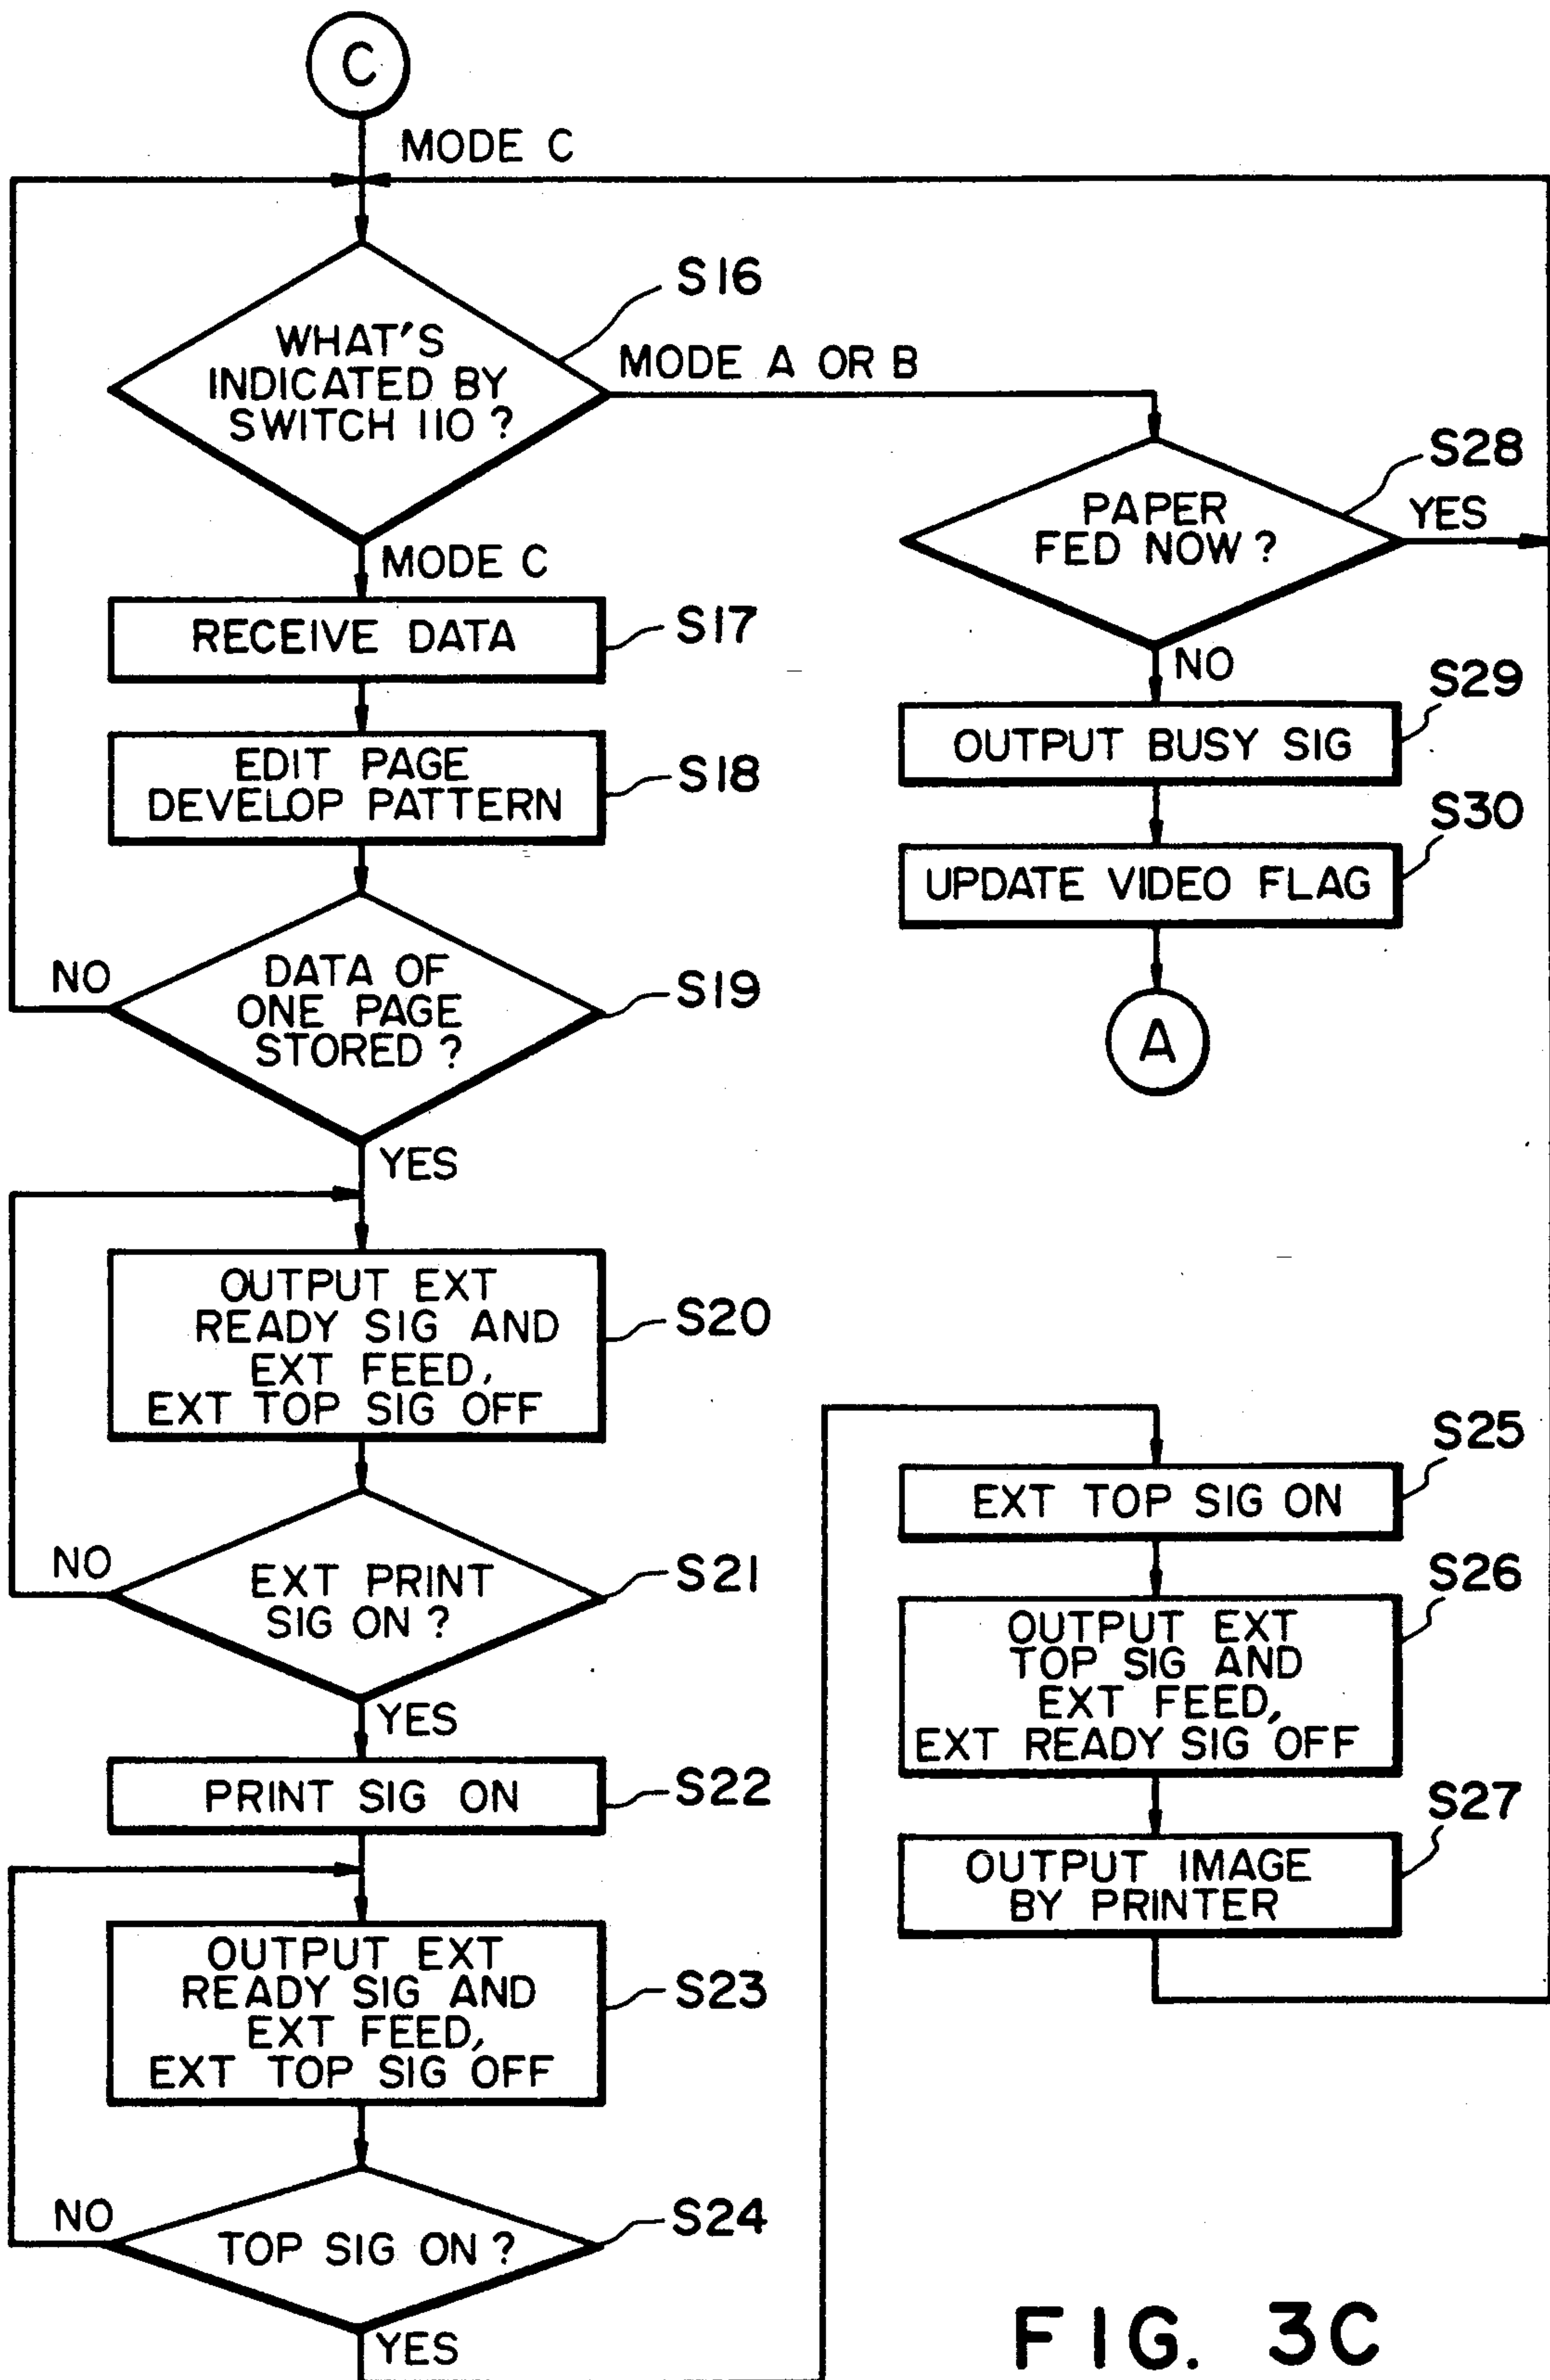 C
MODE C
S16
WHAT'S
INDICATED BY
SWITCH 110 ?
MODE A OR B
MODE C
S17
RECEIVE DATA
S18
EDIT PAGE
DEVELOP PATTERN
S19
DATA OF
ONE PAGE
STORED ?
NO
YES
S20
OUTPUT EXT
READY SIG AND
EXT FEED,
EXT TOP SIG OFF
S21
EXT PRINT
SIG ON ?
NO
YES
S22
PRINT SIG ON
S23
OUTPUT EXT
READY SIG AND
EXT FEED,
EXT TOP SIG OFF
S24
TOP SIG ON ?
NO
YES
S28
PAPER
FED NOW ?
YES
NO
S29
OUTPUT BUSY SIG
S30
UPDATE VIDEO FLAG
A
S25
EXT TOP SIG ON
S26
OUTPUT EXT
TOP SIG AND
EXT FEED,
EXT READY SIG OFF
S27
OUTPUT IMAGE
BY PRINTER
FIG. 3C